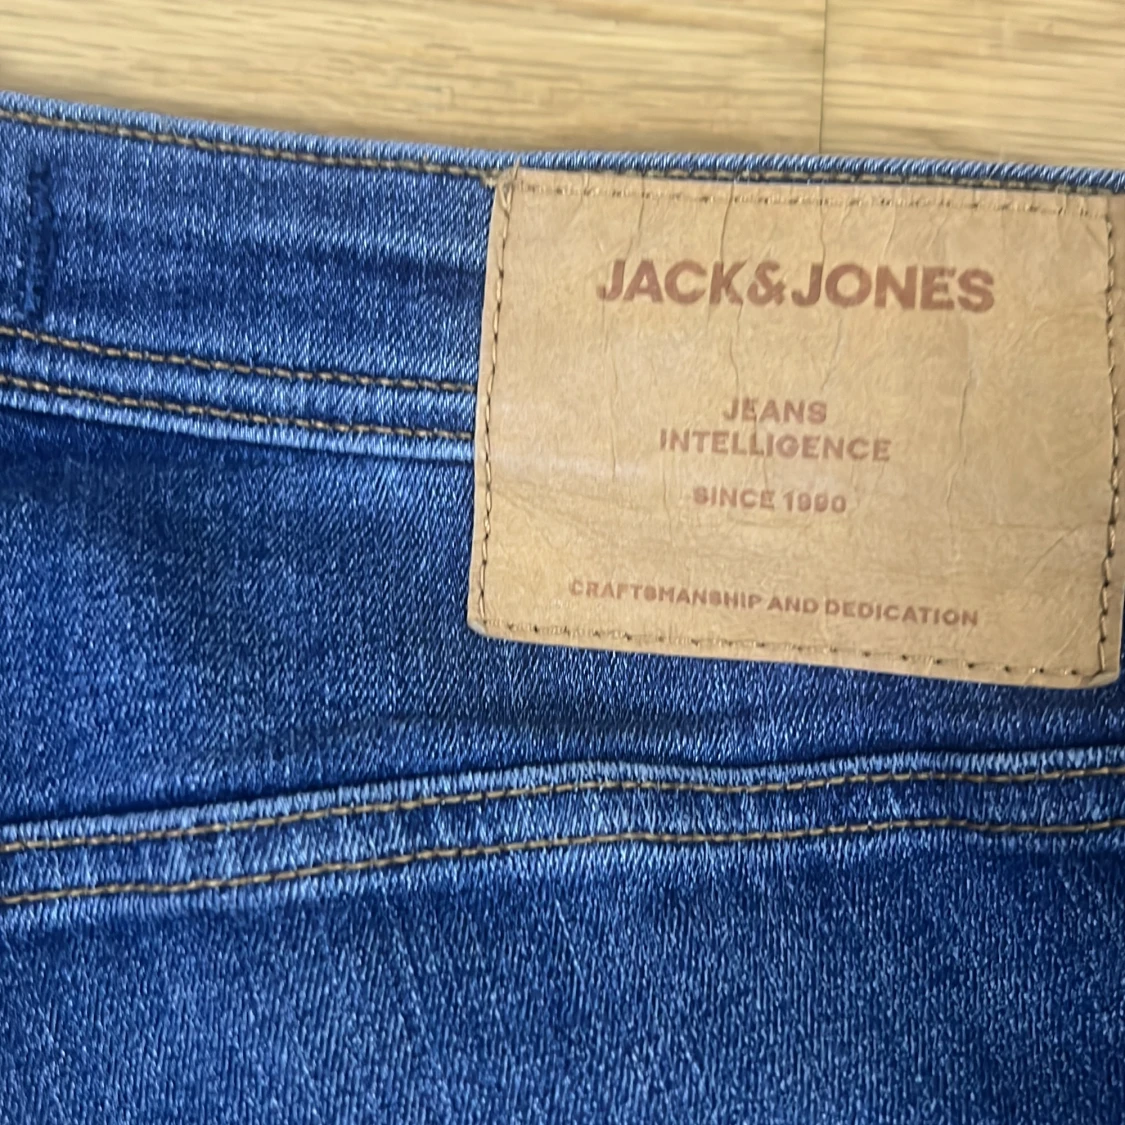 JACK&JONES
JEANS
INTELLIGENCE
SINCE 1990
CRAFTSMANSHIP AND DEDICATION